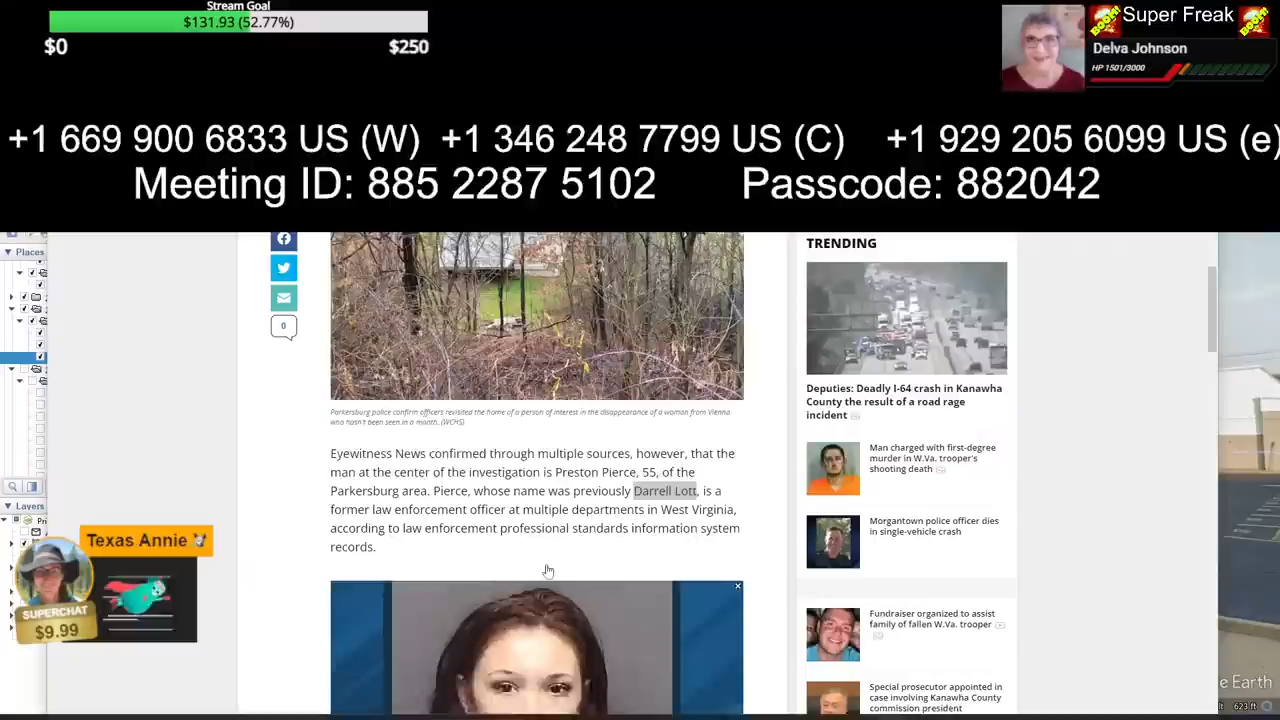 Stream Goal
$131.93 (52.77%)
$0
$250
Super Freak
BOOM
BOOM
Delva Johnson
HP 1501/3000
+1 669 900 6833 US (W) +1 346 248 7799 US (C) +1 929 205 6099 US (e)
Meeting ID: 885 2287 5102 Passcode: 882042
Places
Layers
Texas Annie
SUPERCHAT
$9.99
0
Parkersburg police confirm officers revisited the home of a person of interest in the disappearance of a woman from Vienna
who hasn't been seen in a month. (WCHS)
Eyewitness News confirmed through multiple sources, however, that the
man at the center of the investigation is Preston Pierce, 55, of the
Parkersburg area. Pierce, whose name was previously Darrell Lott, is a
former law enforcement officer at multiple departments in West Virginia,
according to law enforcement professional standards information system
records.
TRENDING
Deputies: Deadly I-64 crash in Kanawha
County the result of a road rage
incident
Man charged with first-degree
murder in W.Va. trooper's
shooting death
Morgantown police officer dies
in single-vehicle crash
Fundraiser organized to assist
family of fallen W.Va. trooper
Special prosecutor appointed in
case involving Kanawha County
commission president
e Earth
623 ft